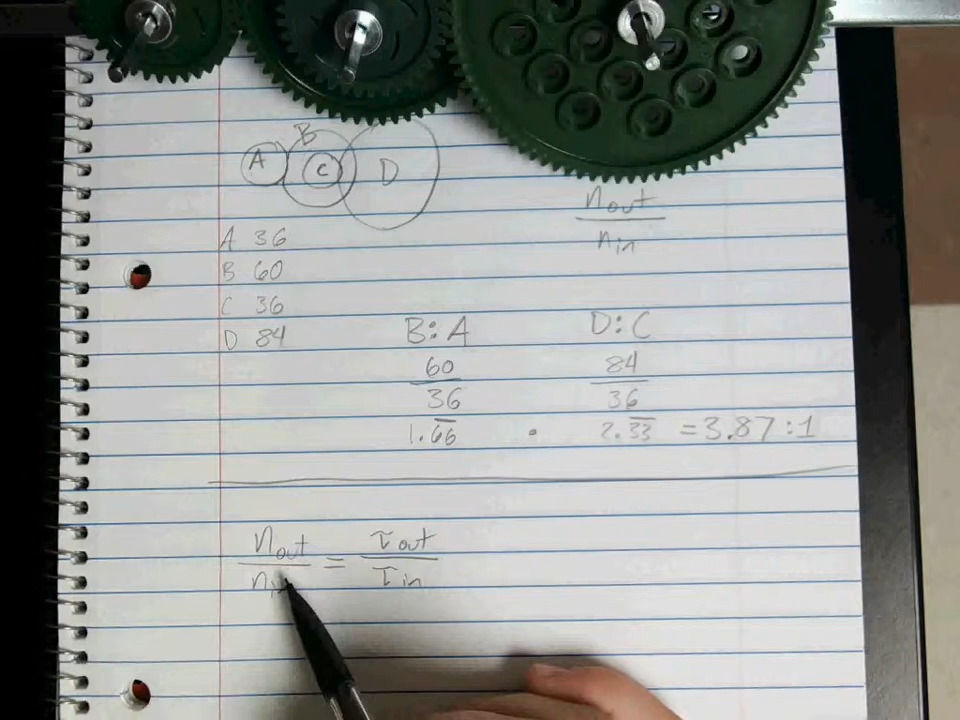 B
A C D
n out
n in
A 36
B 60
C 36
D 84
B:A D:C
60 84
36 36
1.66 · 2.33 = 3.87:1
n out = τ out
n in τ in